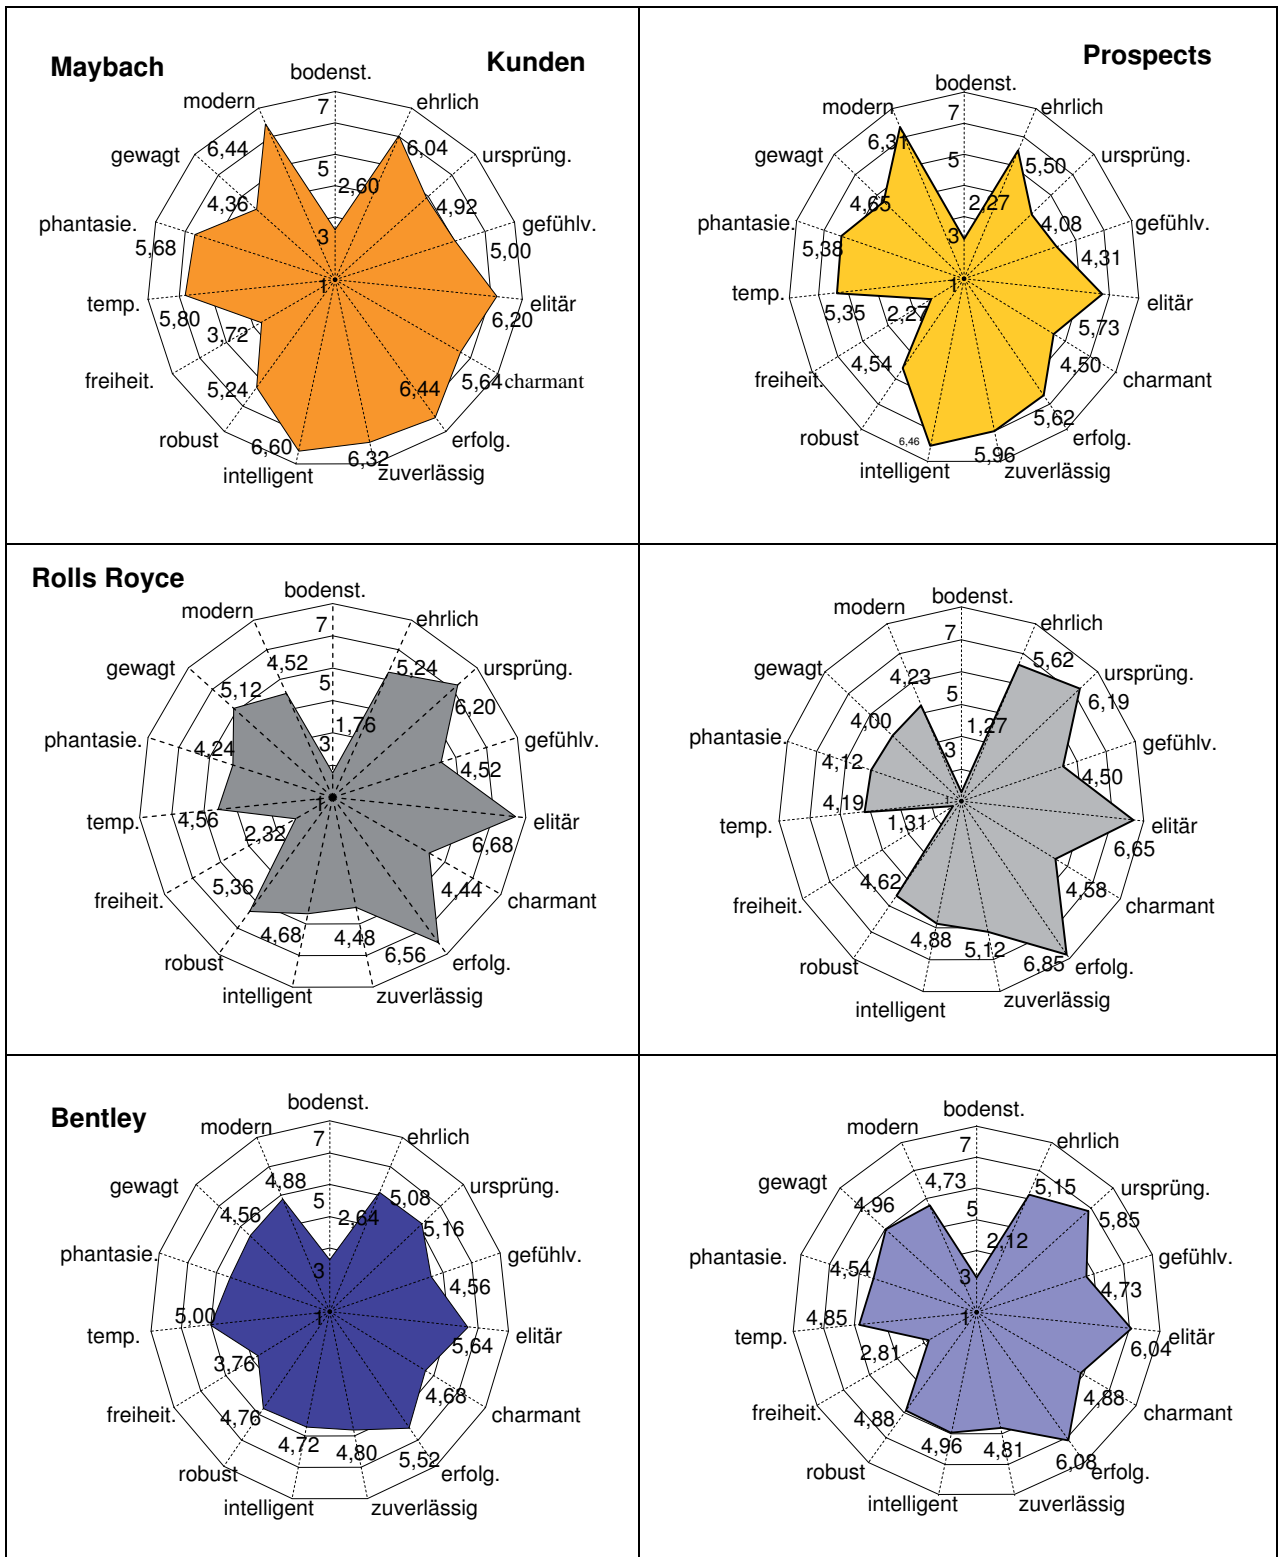 Maybach
Kunden
bodenst.
modern
7
ehrlich
6,44
6,04
gewagt
5
ursprüng.
2,60
4,36
4,92
phantasie.
gefühlv.
5,68
3
5,00
1
temp.
elitär
5,80
6,20
3,72
freiheit.
5,24
6,44
5,64
charmant
robust
erfolg.
6,60
6,32
intelligent
zuverlässig
Prospects
bodenst.
modern
7
ehrlich
6,31
gewagt
5
5,50
ursprüng.
4,65
2,27
4,08
phantasie.
gefühlv.
5,38
3
4,31
1
temp.
elitär
5,35
2,27
5,73
4,54
4,50
freiheit.
charmant
5,62
robust
erfolg.
6,46
5,96
intelligent
zuverlässig
Rolls Royce
bodenst.
modern
7
ehrlich
gewagt
4,52
5,24
ursprüng.
5,12
5
6,20
1,76
phantasie.
4,24
3
gefühlv.
4,52
1
temp.
4,56
elitär
2,32
6,68
freiheit.
5,36
4,44
charmant
4,68
4,48
6,56
robust
erfolg.
intelligent
zuverlässig
bodenst.
modern
7
ehrlich
gewagt
4,23
5,62
ursprüng.
5
6,19
4,00
1,27
phantasie.
3
gefühlv.
4,12
4,50
4,19
1
temp.
1,31
elitär
6,65
4,62
4,58
freiheit.
charmant
4,88
5,12
6,85
robust
erfolg.
intelligent
zuverlässig
Bentley
bodenst.
modern
7
ehrlich
gewagt
4,88
5
5,08
ursprüng.
4,56
2,64
5,16
phantasie.
gefühlv.
3
4,56
5,00
1
temp.
elitär
3,76
5,64
4,68
freiheit.
4,76
charmant
4,72
4,80
5,52
robust
erfolg.
intelligent
zuverlässig
bodenst.
modern
7
ehrlich
gewagt
4,73
5,15
ursprüng.
4,96
5
5,85
2,12
phantasie.
4,54
3
gefühlv.
4,73
4,85
1
temp.
elitär
2,81
6,04
4,88
freiheit.
4,88
charmant
4,96
4,81
6,08
robust
erfolg.
intelligent
zuverlässig